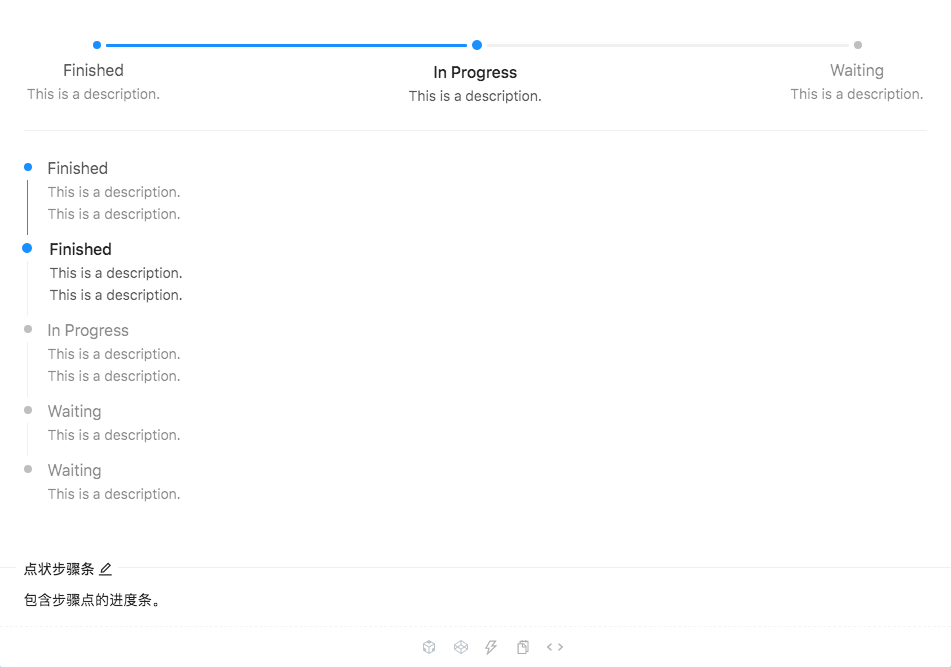 Finished
In Progress
Waiting
This is a description.
This is a description.
This is a description.
Finished
This is a description.
This is a description.
Finished
This is a description.
This is a description.
In Progress
This is a description.
This is a description.
Waiting
This is a description.
Waiting
This is a description.
点状步骤条
包含步骤点的进度条。